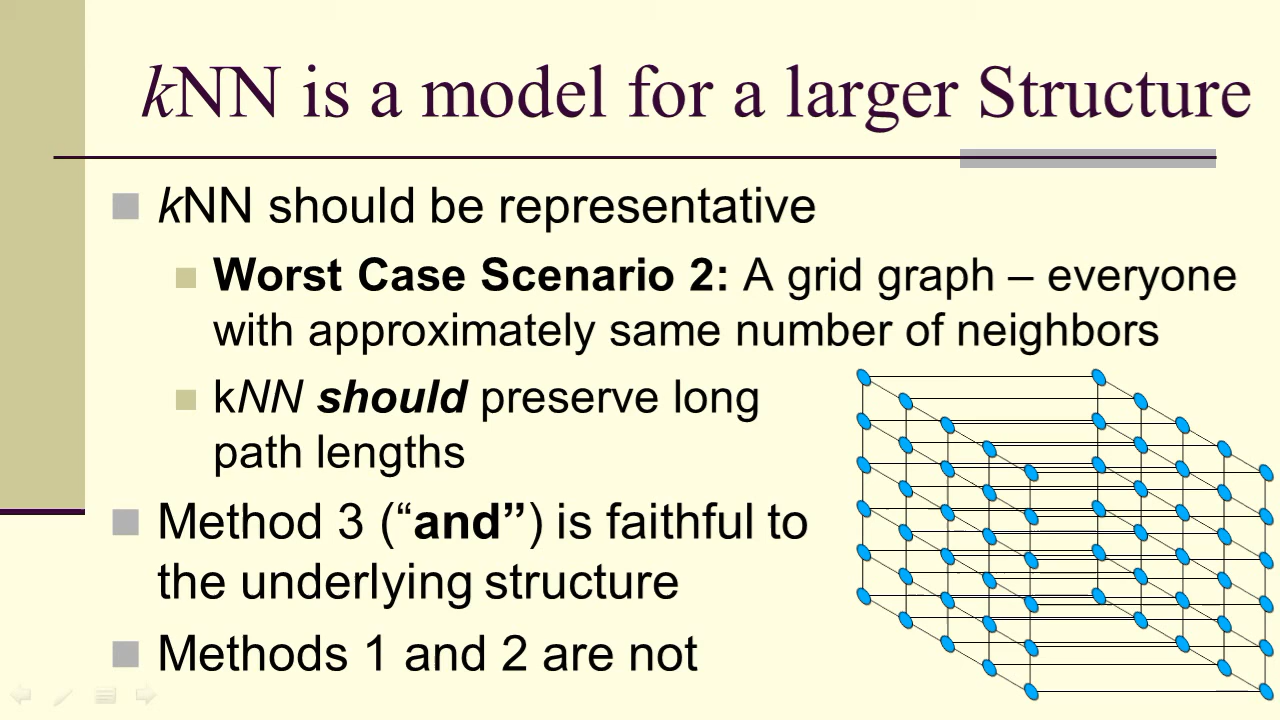 kNN is a model for a larger Structure
kNN should be representative
Worst Case Scenario 2: A grid graph – everyone
with approximately same number of neighbors
kNN should preserve long
path lengths
Method 3 (“and”) is faithful to
the underlying structure
Methods 1 and 2 are not